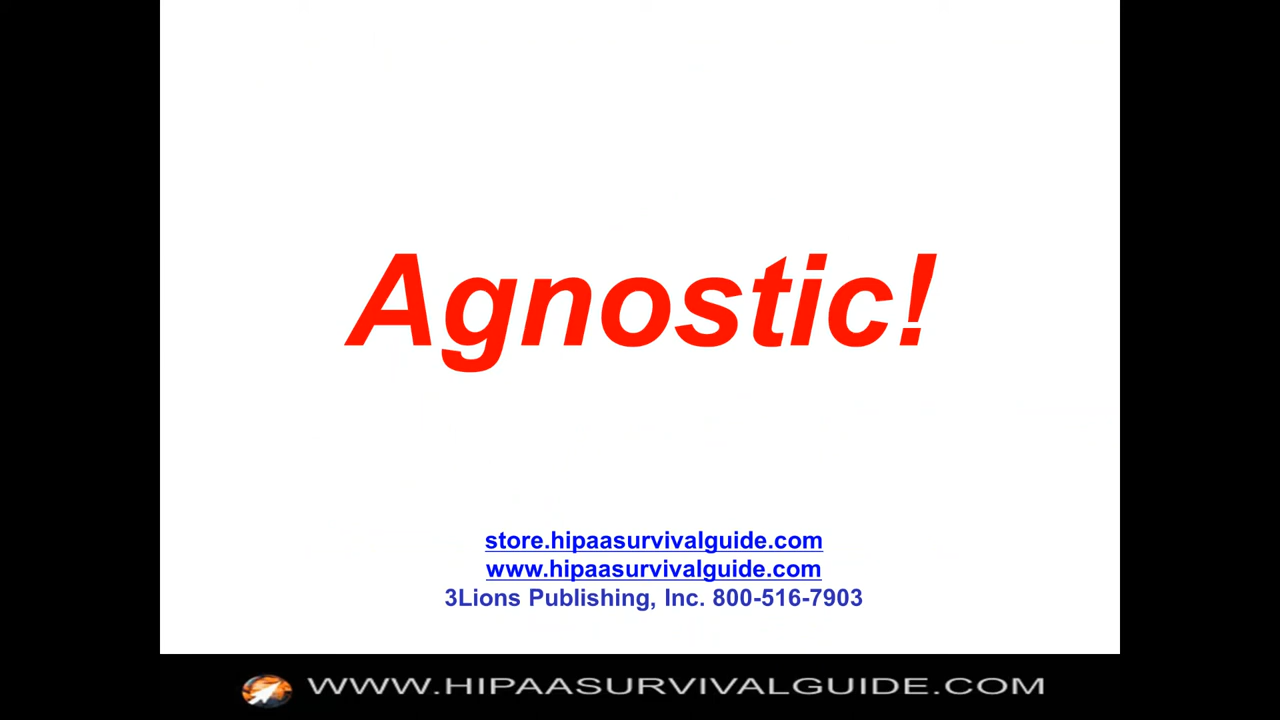 Agnostic!
store.hipaasurvivalguide.com
www.hipaasurvivalguide.com
3Lions Publishing, Inc. 800-516-7903
WWW.HIPAASURVIVALGUIDE.COM